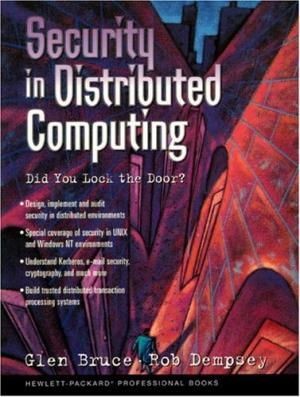 Security
in Distributed
Computing
Did You Lock the Door?
• Design, implement and audit
security in distributed environments
• Special coverage of security in UNIX
and Windows NT environments
• Understand Kerberos, e-mail security,
cryptography, and much more
• Build trusted distributed transaction
processing systems
Glen Bruce • Rob Dempsey
HEWLETT-PACKARD® PROFESSIONAL BOOKS